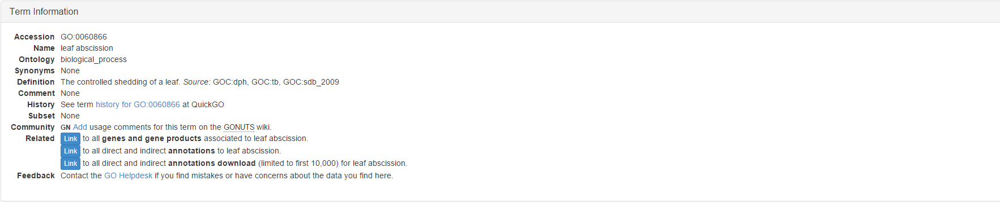 Term Information
Accession GO:0060866
Name leaf abscission
Ontology biological_process
Synonyms None
Definition The controlled shedding of a leaf. Source: GOC:dph, GOC:tb, GOC:sdb_2009
Comment None
History See term history for GO:0060866 at QuickGO
Subset None
Community GN Add usage comments for this term on the GONUTS wiki.
Related Link to all genes and gene products associated to leaf abscission.
Link to all direct and indirect annotations to leaf abscission.
Link to all direct and indirect annotations download (limited to first 10,000) for leaf abscission.
Feedback Contact the GO Helpdesk if you find mistakes or have concerns about the data you find here.